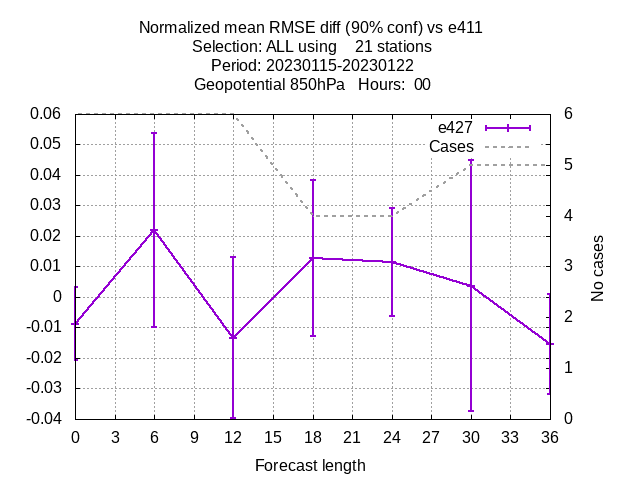 Normalized mean RMSE diff (90% conf) vs e411
Selection: ALL using    21 stations
Period: 20230115-20230122
Geopotential 850hPa   Hours:  00
e427
Cases
0.06
0.05
0.04
0.03
0.02
0.01
0
-0.01
-0.02
-0.03
-0.04
6
5
4
3
2
1
0
No cases
0 3 6 9 12 15 18 21 24 27 30 33 36
Forecast length